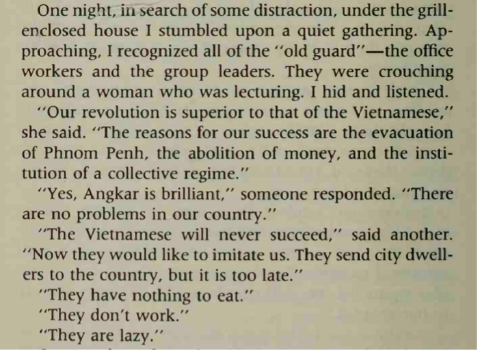 One night, in search of some distraction, under the grill-
enclosed house I stumbled upon a quiet gathering. Ap-
proaching, I recognized all of the "old guard"—the office
workers and the group leaders. They were crouching
around a woman who was lecturing. I hid and listened.
"Our revolution is superior to that of the Vietnamese,"
she said. "The reasons for our success are the evacuation
of Phnom Penh, the abolition of money, and the insti-
tution of a collective regime."
"Yes, Angkar is brilliant," someone responded. "There
are no problems in our country."
"The Vietnamese will never succeed," said another.
"Now they would like to imitate us. They send city dwell-
ers to the country, but it is too late."
"They have nothing to eat."
"They don't work."
"They are lazy."